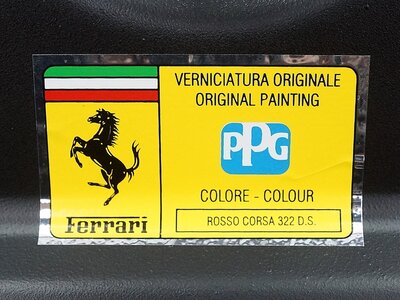 VERNICIATURA ORIGINALE
ORIGINAL PAINTING
PPG
COLORE - COLOUR
ROSSO CORSA 322 D.S.
Ferrari